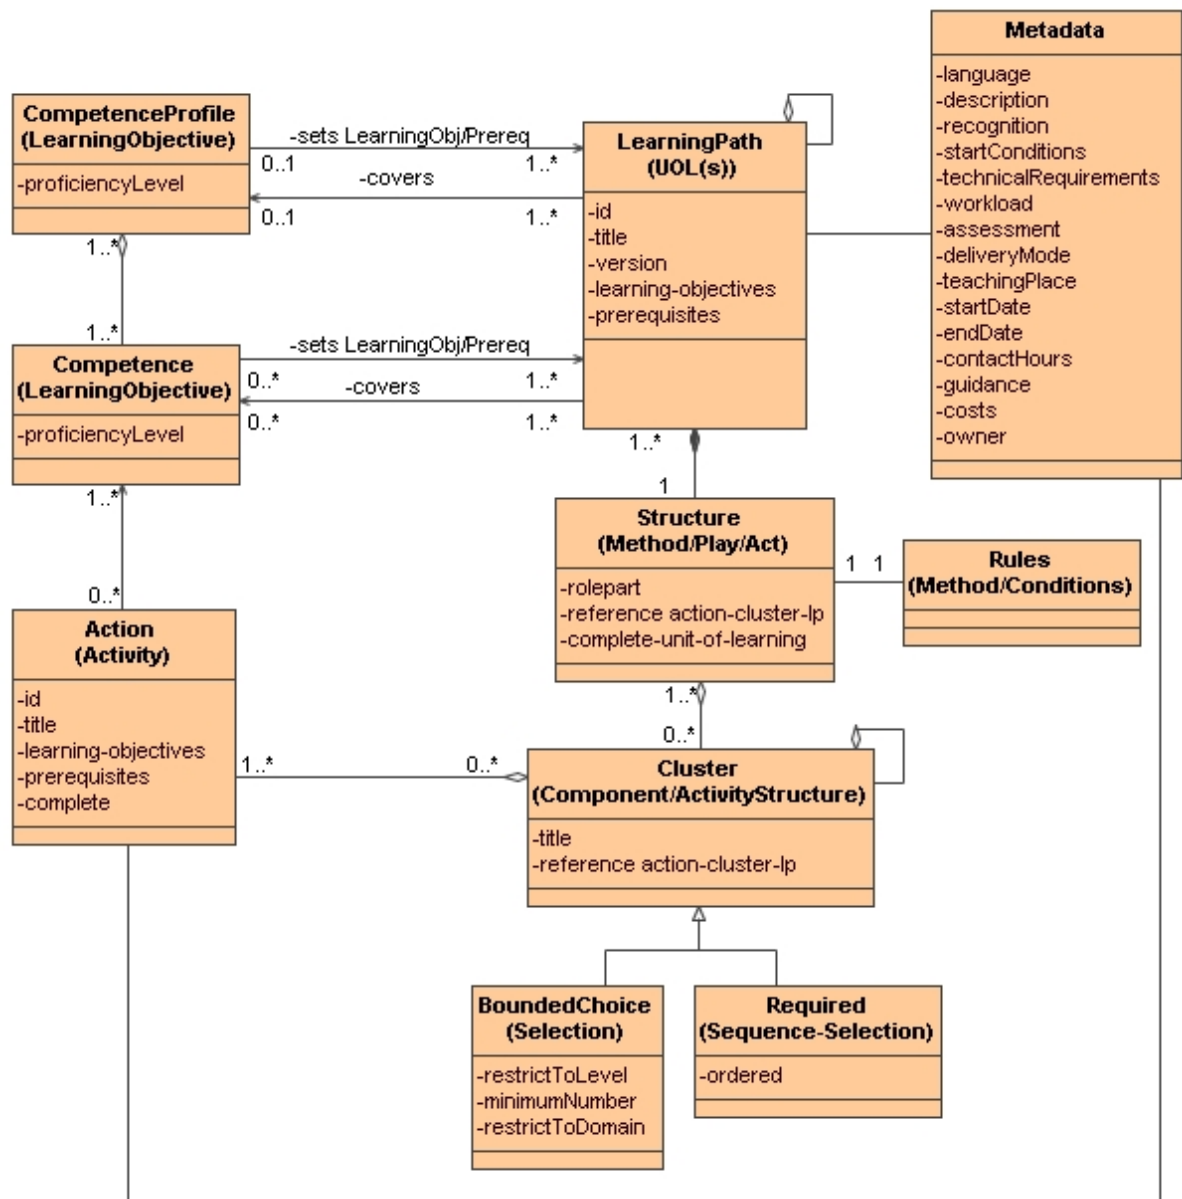 Metadata
-language
-description
-recognition
-startConditions
-technicalRequirements
-workload
-assessment
-deliveryMode
-teachingPlace
-startDate
-endDate
-contactHours
-guidance
-costs
-owner
CompetenceProfile
(LearningObjective)
-proficiencyLevel
-sets LearningObj/Prereq
0..1
1..*
-covers
0..1
1..*
LearningPath
(UOL(s))
-id
-title
-version
-learning-objectives
-prerequisites
1..*
1..*
Competence
(LearningObjective)
-proficiencyLevel
-sets LearningObj/Prereq
0..*
1..*
-covers
0..*
1..*
1..*
1
Structure
(Method/Play/Act)
-rolepart
-reference action-cluster-lp
-complete-unit-of-learning
1 1
Rules
(Method/Conditions)
1..*
0..*
Action
(Activity)
-id
-title
-learning-objectives
-prerequisites
-complete
1..*
0..*
1..*
0..*
Cluster
(Component/ActivityStructure)
-title
-reference action-cluster-lp
BoundedChoice
(Selection)
-restrictToLevel
-minimumNumber
-restrictToDomain
Required
(Sequence-Selection)
-ordered